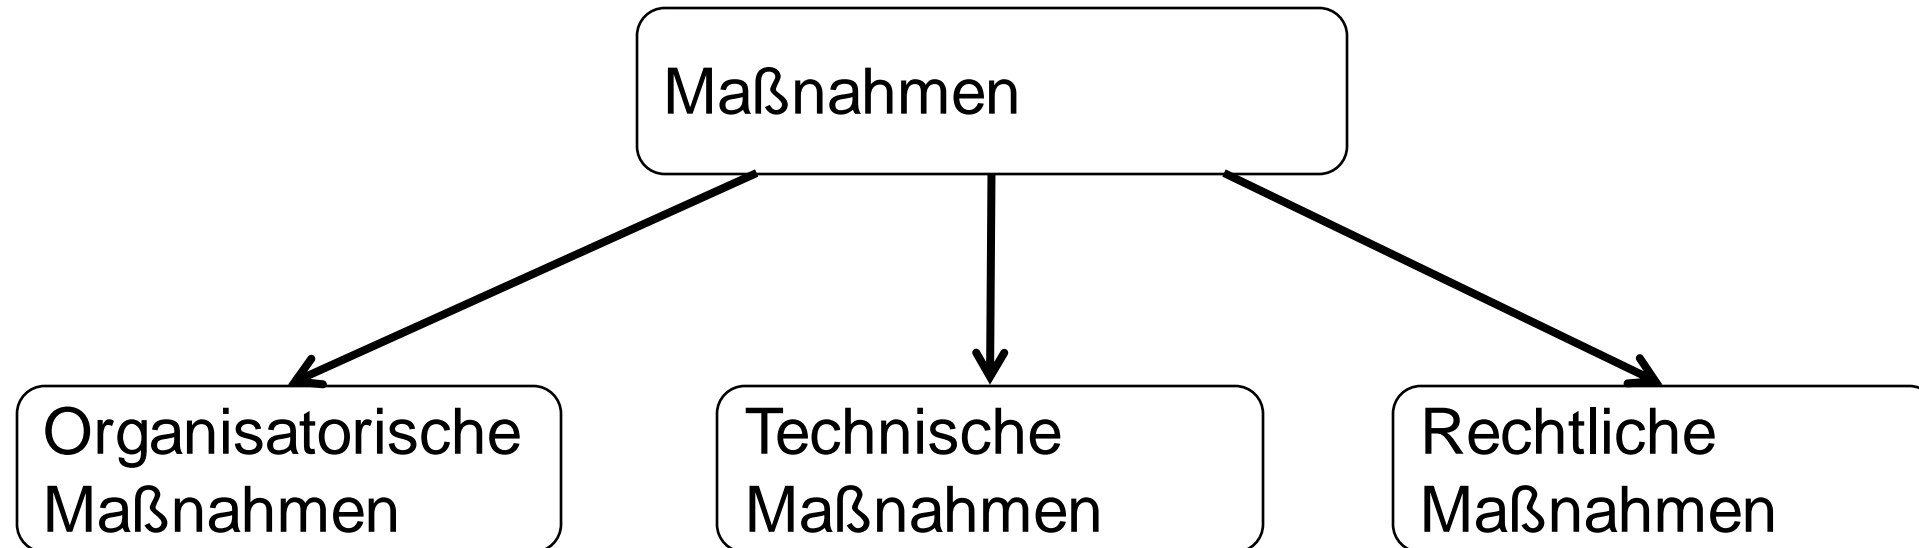 Maßnahmen
Organisatorische
Maßnahmen
Technische
Maßnahmen
Rechtliche
Maßnahmen